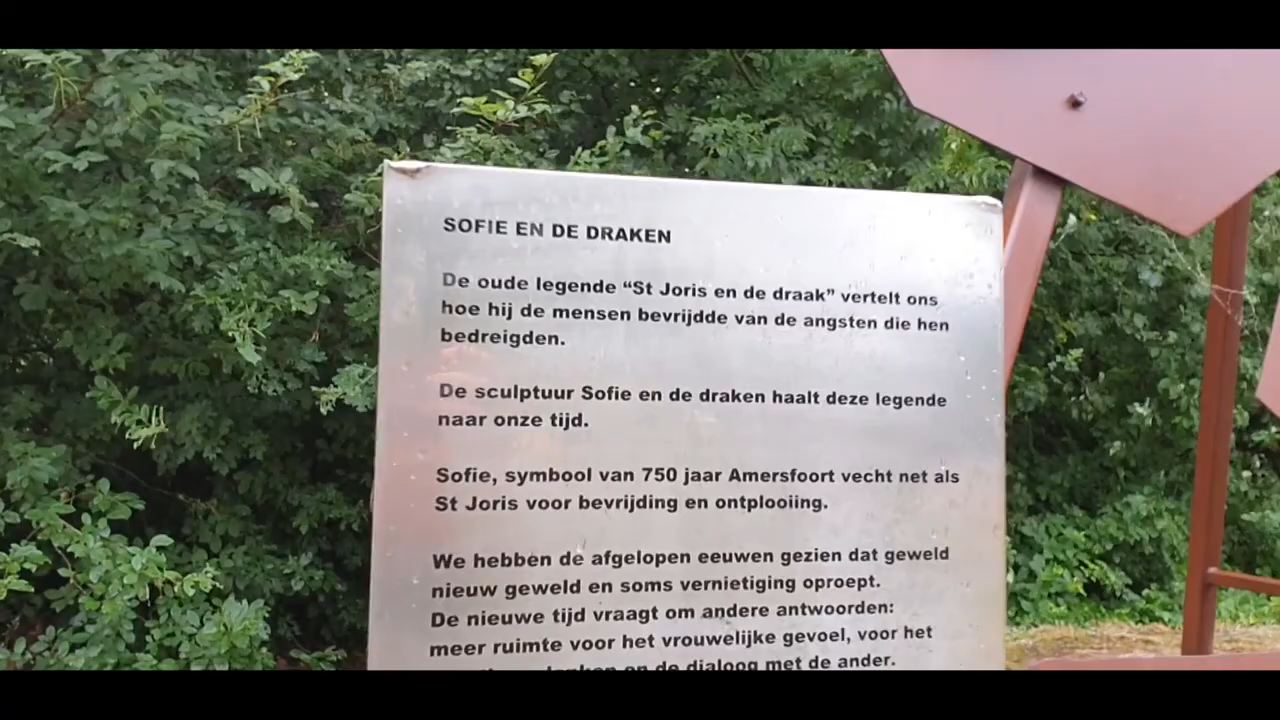 SOFIE EN DE DRAKEN
De oude legende “St Joris en de draak” vertelt ons
hoe hij de mensen bevrijdde van de angsten die hen
bedreigden.
De sculptuur Sofie en de draken haalt deze legende
naar onze tijd.
Sofie, symbool van 750 jaar Amersfoort vecht net als
St Joris voor bevrijding en ontplooiing.
We hebben de afgelopen eeuwen gezien dat geweld
nieuw geweld en soms vernietiging oproept.
De nieuwe tijd vraagt om andere antwoorden:
meer ruimte voor het vrouwelijke gevoel, voor het
en de dialoog met de ander.